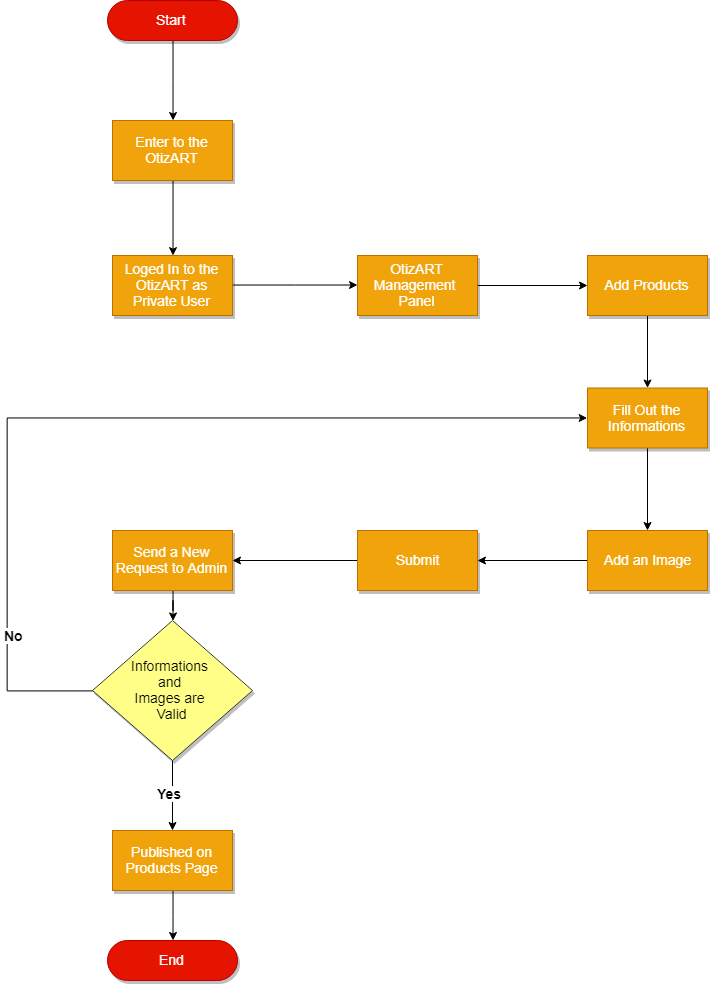 Start
Enter to the
OtizART
Loged In to the
OtizART as
Private User
OtizART
Management
Panel
Add Products
Fill Out the
Informations
Add an Image
Submit
Send a New
Request to Admin
Informations
and
Images are
Valid
No
Yes
Published on
Products Page
End